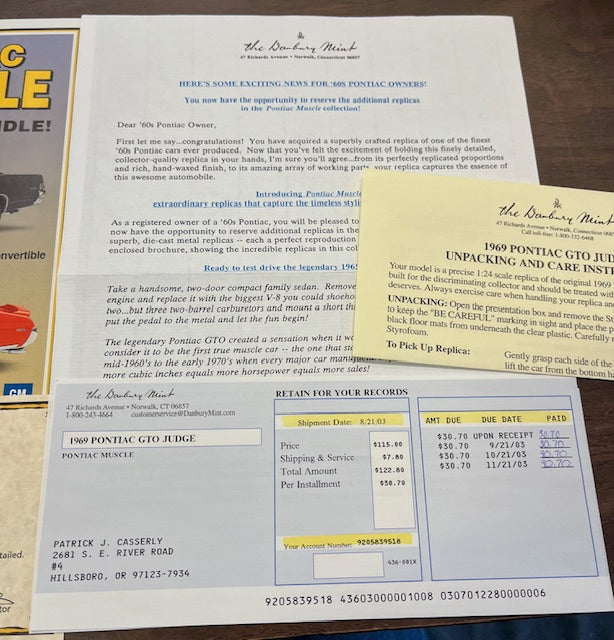 C
LE
DLE!
onvertible
GM
tailed.
tor
the Danbury Mint
47 Richards Avenue • Norwalk, Connecticut 06857
HERE'S SOME EXCITING NEWS FOR '60S PONTIAC OWNERS!
You now have the opportunity to reserve the additional replicas
in the Pontiac Muscle collection!
Dear '60s Pontiac Owner,
First let me say...congratulations! You have acquired a superbly crafted replica of one of the finest
'60s Pontiac cars ever produced. Now that you've felt the excitement of holding this finely detailed,
collector-quality replica in your hands, I'm sure you'll agree...from its perfectly replicated proportions
and rich, hand-waxed finish, to its amazing array of working parts, your replica captures the essence of
this awesome automobile.
Introducing Pontiac Muscle
extraordinary replicas that capture the timeless styli
As a registered owner of a '60s Pontiac, you will be pleased to
now have the opportunity to reserve the additional replicas in the
superb, die-cast metal replicas -- each a perfect reproduction
enclosed brochure, showing the incredible replicas in this col
Ready to test drive the legendary 196
Take a handsome, two-door compact family sedan. Remove
engine and replace it with the biggest V-8 you could shoeho
two...but three two-barrel carburetors and mount a short th
put the pedal to the metal and let the fun begin!
The legendary Pontiac GTO created a sensation when it w
consider it to be the first true muscle car -- the one that sta
mid-1960's to the early 1970's when every major car manufac
more cubic inches equals more horsepower equals more sales!
the Danbury Mint
47 Richards Avenue • Norwalk, Connecticut
Call toll-free: 1-800-332-6468
1969 PONTIAC GTO JUD
UNPACKING AND CARE INST
Your model is a precise 1:24 scale replica of the original 1969
built for the discriminating collector and should be treated with
deserves. Always exercise care when handling your replica and
UNPACKING: Open the presentation box and remove the St
to keep the "BE CAREFUL" marking in sight and place the p
black floor mats from underneath the clear plastic. Carefully
Styrofoam.
To Pick Up Replica:
Gently grasp each side of the
lift the car from the bottom ha
the Danbury Mint
47 Richards Avenue • Norwalk, CT 06857
1-800-243-4664 customerservice@DanburyMint.com
1969 PONTIAC GTO JUDGE
PONTIAC MUSCLE
PATRICK J. CASSERLY
2681 S. E. RIVER ROAD
#4
HILLSBORO, OR 97123-7934
RETAIN FOR YOUR RECORDS
Shipment Date: 8/21/03
Price $115.00
Shipping & Service $7.80
Total Amount $122.80
Per Installment $30.70
Your Account Number: 9205839518
436-001X
AMT DUE DUE DATE PAID
$30.70 UPON RECEIPT 30.70
$30.70 9/21/03 30.70
$30.70 10/21/03 30.70
$30.70 11/21/03 30.70
9205839518 43603000001008 0307012280000006